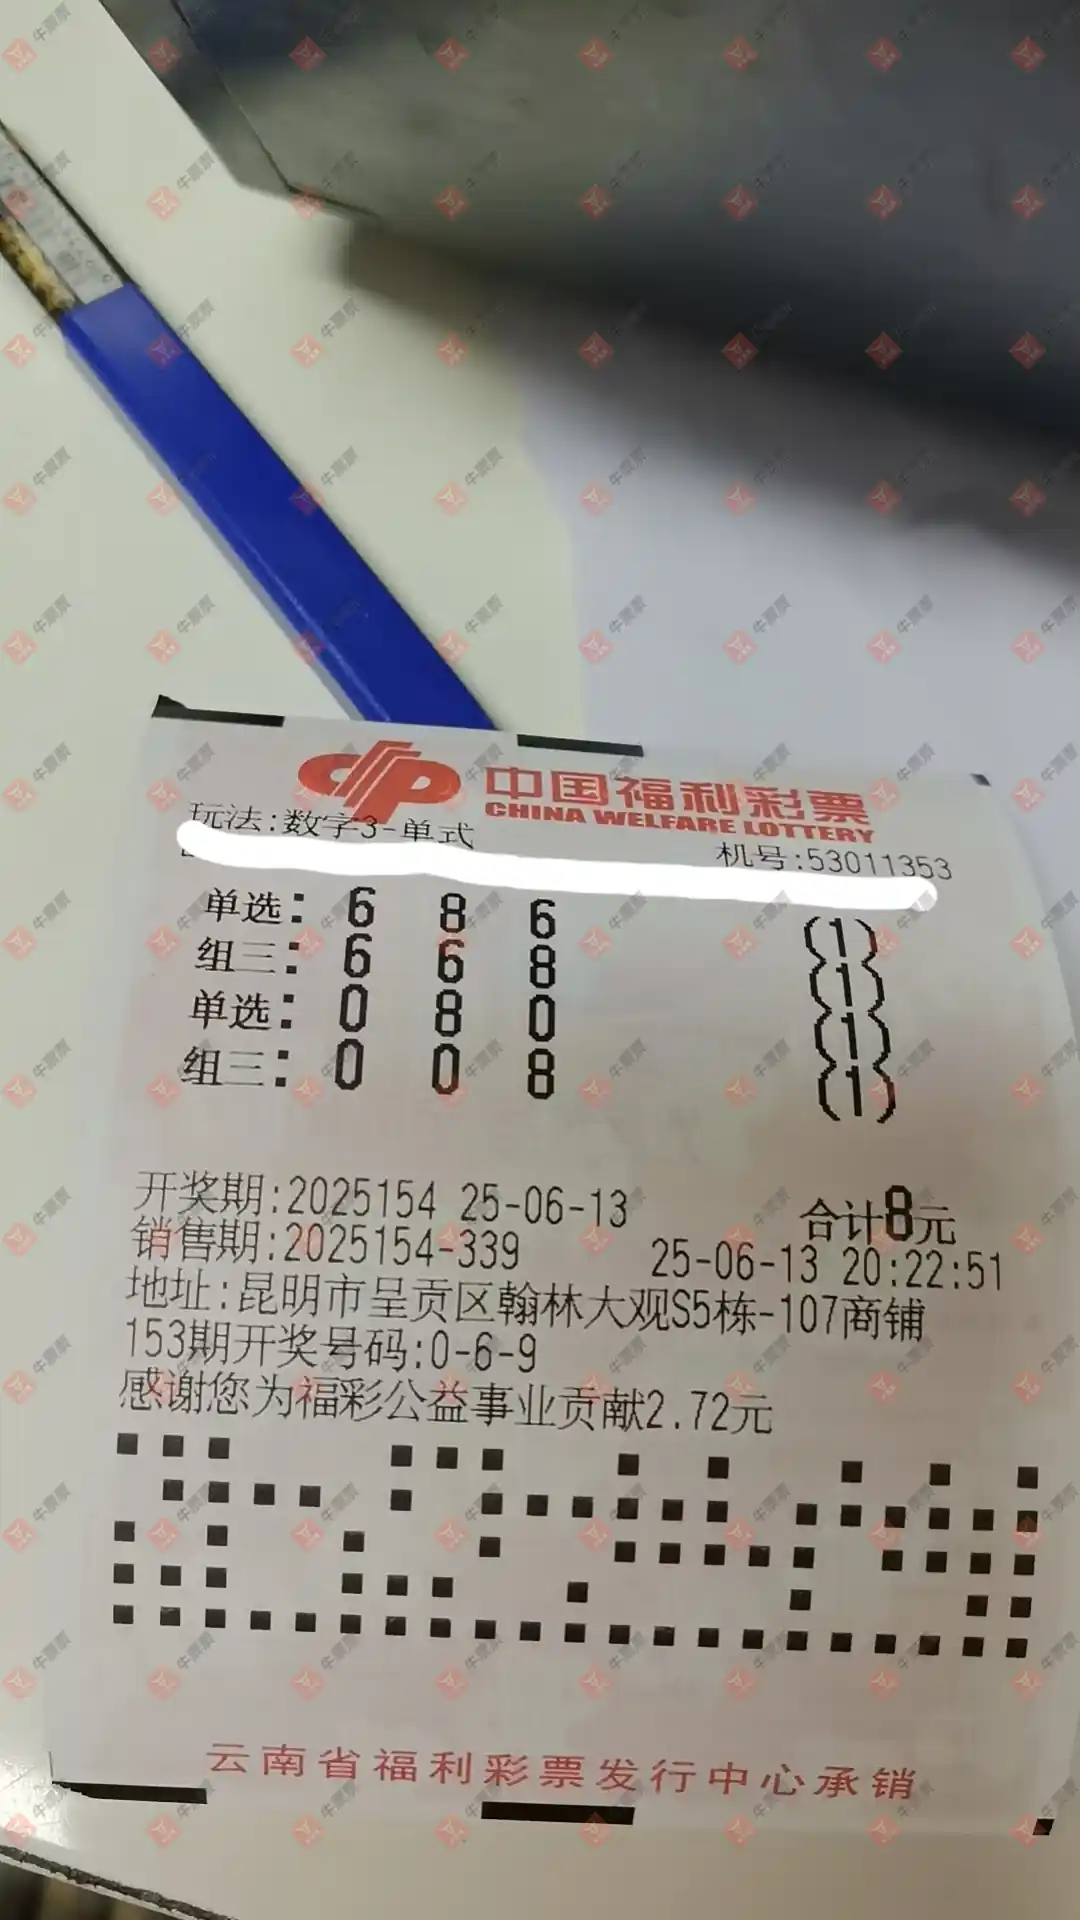 中国福利彩票
CHINA WELFARE LOTTERY
玩法:数字3-单式
机号:53011353
单选: 6 8 6 (1)
组三: 6 6 8 (1)
单选: 0 8 0 (1)
组三: 0 0 8 (1)
开奖期:2025154 25-06-13 合计8元
销售期:2025154-339 25-06-13 20:22:51
地址:昆明市呈贡区翰林大观S5栋-107商铺
153期开奖号码:0-6-9
感谢您为福彩公益事业贡献2.72元
云南省福利彩票发行中心承销
牛票票